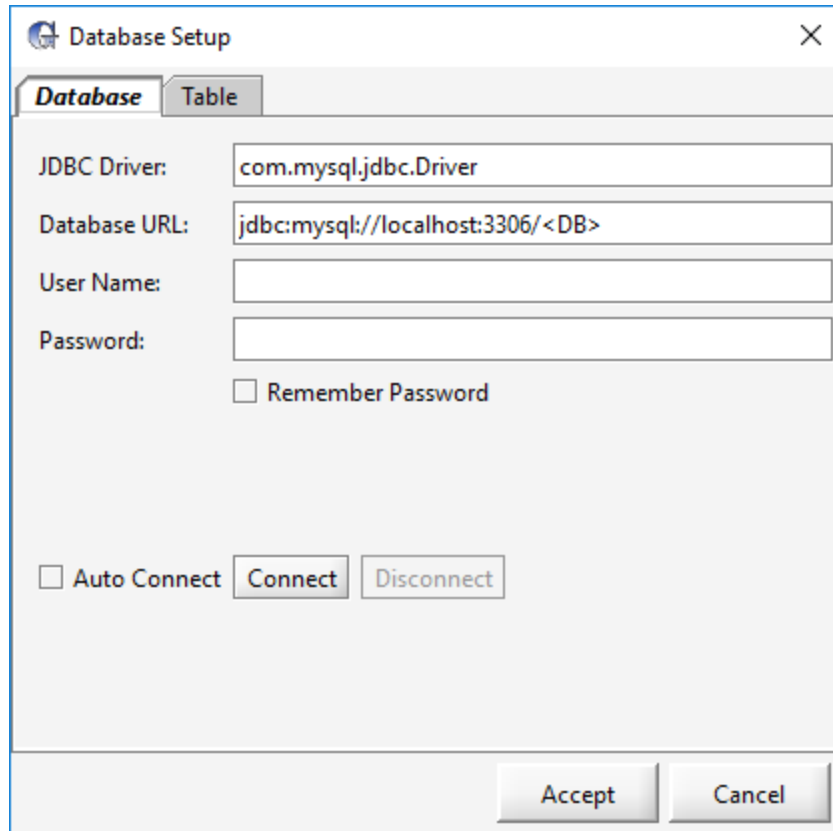 Database Setup
Database Table
JDBC Driver: com.mysql.jdbc.Driver
Database URL: jdbc:mysql://localhost:3306/<DB>
User Name:
Password:
Remember Password
Auto Connect Connect Disconnect
Accept Cancel